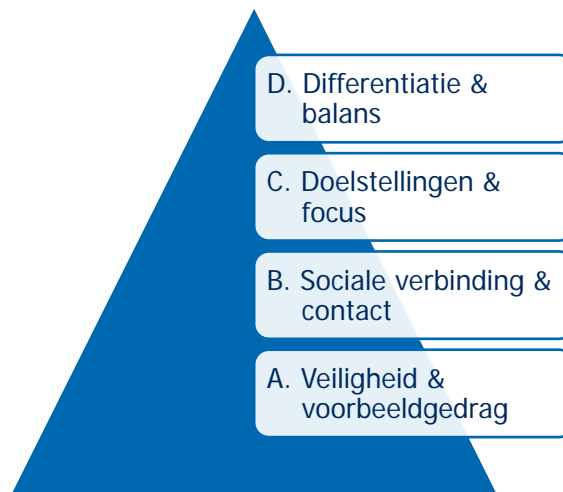 D. Differentiatie &
balans
C. Doelstellingen &
focus
B. Sociale verbinding &
contact
A. Veiligheid &
voorbeeldgedrag